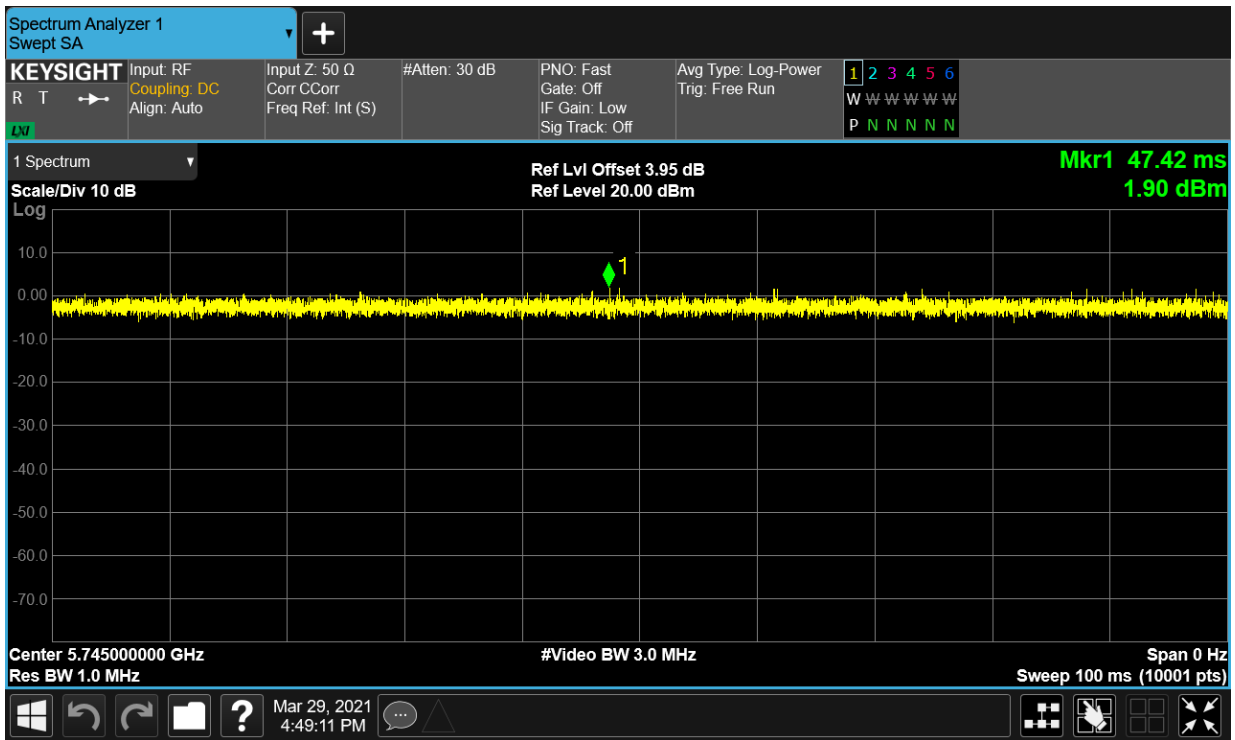 Spectrum Analyzer 1
Swept SA
KEYSIGHT
R T
LXI
Input: RF
Coupling: DC
Align: Auto
Input Z: 50 Ω
Corr CCorr
Freq Ref: Int (S)
#Atten: 30 dB
PNO: Fast
Gate: Off
IF Gain: Low
Sig Track: Off
Avg Type: Log-Power
Trig: Free Run
1 2 3 4 5 6
W W W W W W
P N N N N N
1 Spectrum
Scale/Div 10 dB
Log
Ref Lvl Offset 3.95 dB
Ref Level 20.00 dBm
Mkr1 47.42 ms
1.90 dBm
10.0
1
0.00
-10.0
-20.0
-30.0
-40.0
-50.0
-60.0
-70.0
Center 5.745000000 GHz
Res BW 1.0 MHz
#Video BW 3.0 MHz
Span 0 Hz
Sweep 100 ms (10001 pts)
?
Mar 29, 2021
4:49:11 PM